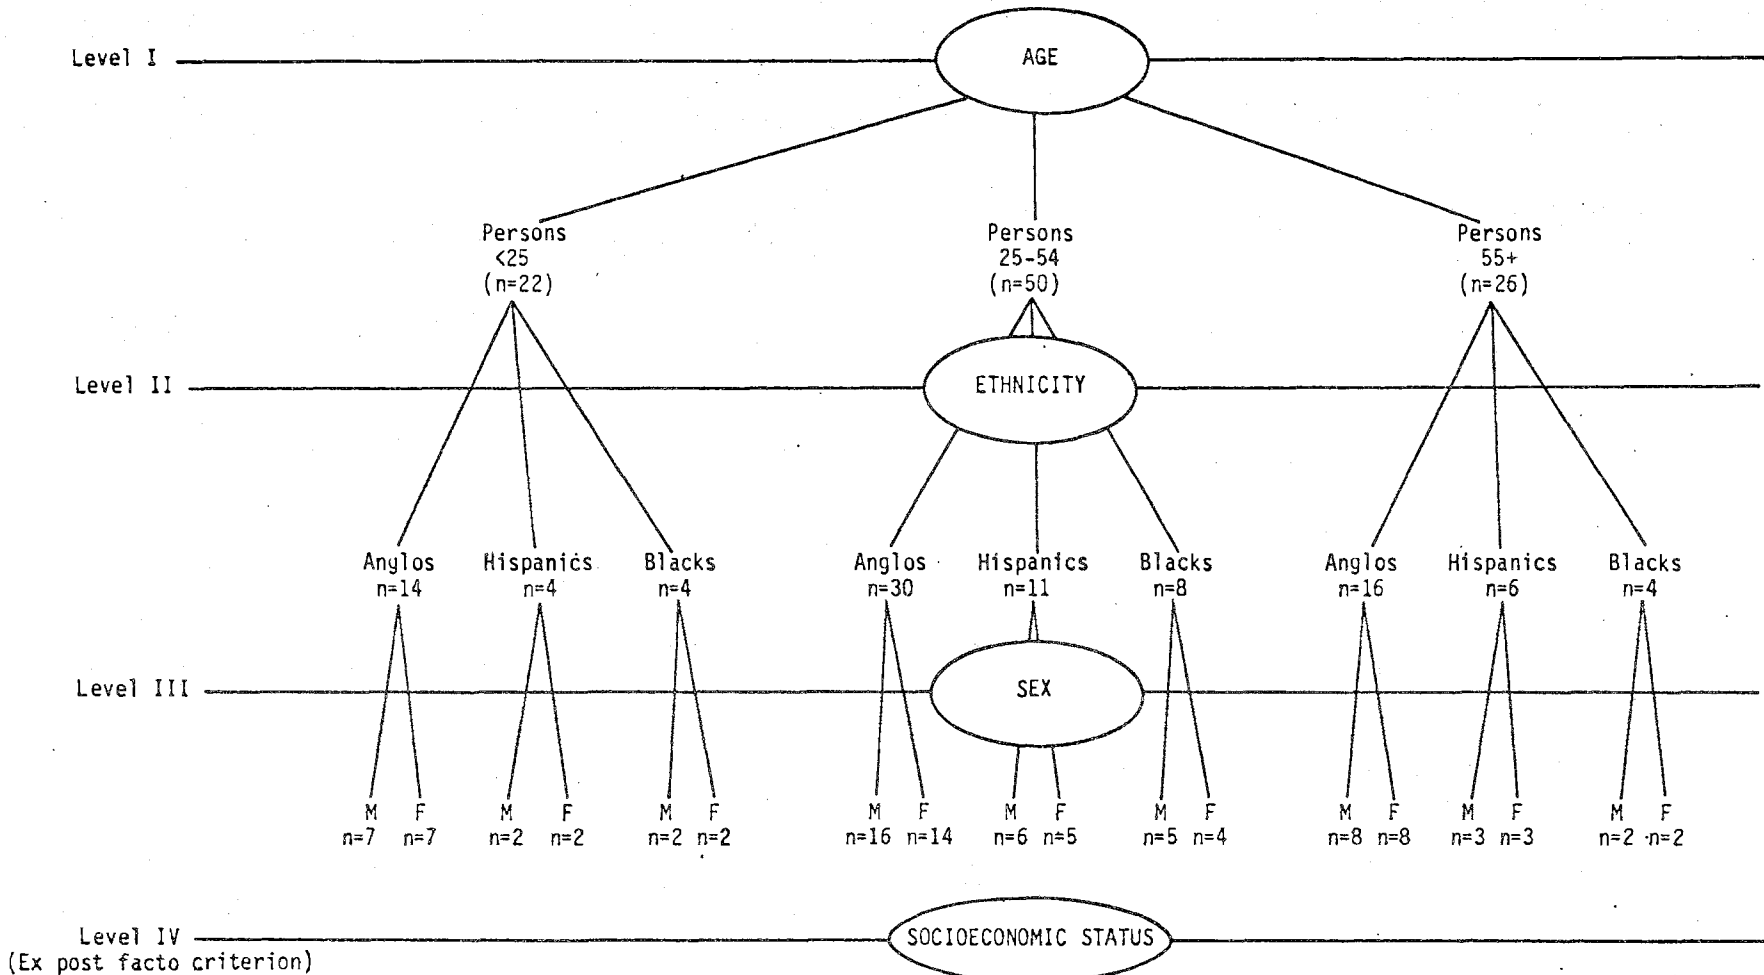 Level I
AGE
Persons Persons Persons
<25 25-54 55+
(n=22) (n=50) (n=26)
Level II
ETHNICITY
Anglos Hispanics Blacks Anglos Hispanics Blacks Anglos Hispanics Blacks
n=14 n=4 n=4 n=30 n=11 n=8 n=16 n=6 n=4
Level III
SEX
M F M F M F M F M F M F M F M F M F
n=7 n=7 n=2 n=2 n=2 n=2 n=16 n=14 n=6 n=5 n=5 n=4 n=8 n=8 n=3 n=3 n=2 n=2
Level IV
SOCIOECONOMIC STATUS
(Ex post facto criterion)